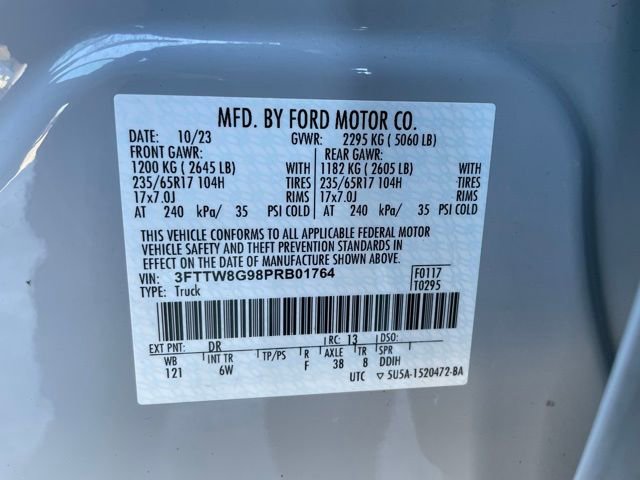 MFD. BY FORD MOTOR CO.
DATE: 10/23 GVWR: 2295 KG ( 5060 LB)
FRONT GAWR: REAR GAWR:
1200 KG ( 2645 LB) WITH 1182 KG ( 2605 LB) WITH
235/65R17 104H TIRES 235/65R17 104H TIRES
17x7.0J RIMS 17x7.0J RIMS
AT 240 kPa/ 35 PSI COLD AT 240 kPa/ 35 PSI COLD
THIS VEHICLE CONFORMS TO ALL APPLICABLE FEDERAL MOTOR
VEHICLE SAFETY AND THEFT PREVENTION STANDARDS IN
EFFECT ON THE DATE OF MANUFACTURE SHOWN ABOVE.
VIN: 3FTTW8G98PRB01764 F0117
TYPE: Truck T0295
EXT PNT: DR RC: 13 DSO:
WB INT TR TP/PS R AXLE TR SPR
121 6W F 38 8 DDIH
UTC ▽ 5U5A-1520472-BA